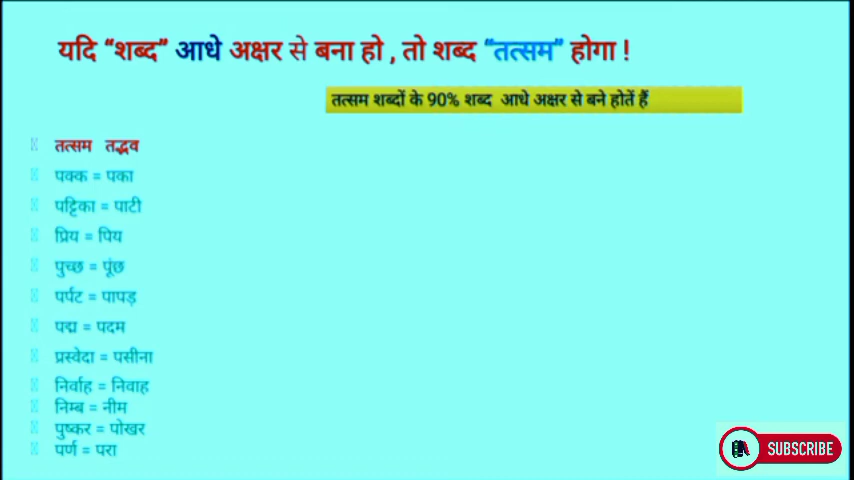 यदि “शब्द” आधे अक्षर से बना हो , तो शब्द “तत्सम” होगा !
तत्सम शब्दों के 90% शब्द आधे अक्षर से बने होतें हैं
तत्सम तद्भव
पक्क = पका
पट्टिका = पाटी
प्रिय = पिय
पुच्छ = पूंछ
पर्पट = पापड़
पद्म = पदम
प्रस्वेदा = पसीना
निर्वाह = निवाह
निम्ब = नीम
पुष्कर = पोखर
पर्ण = परा
SUBSCRIBE